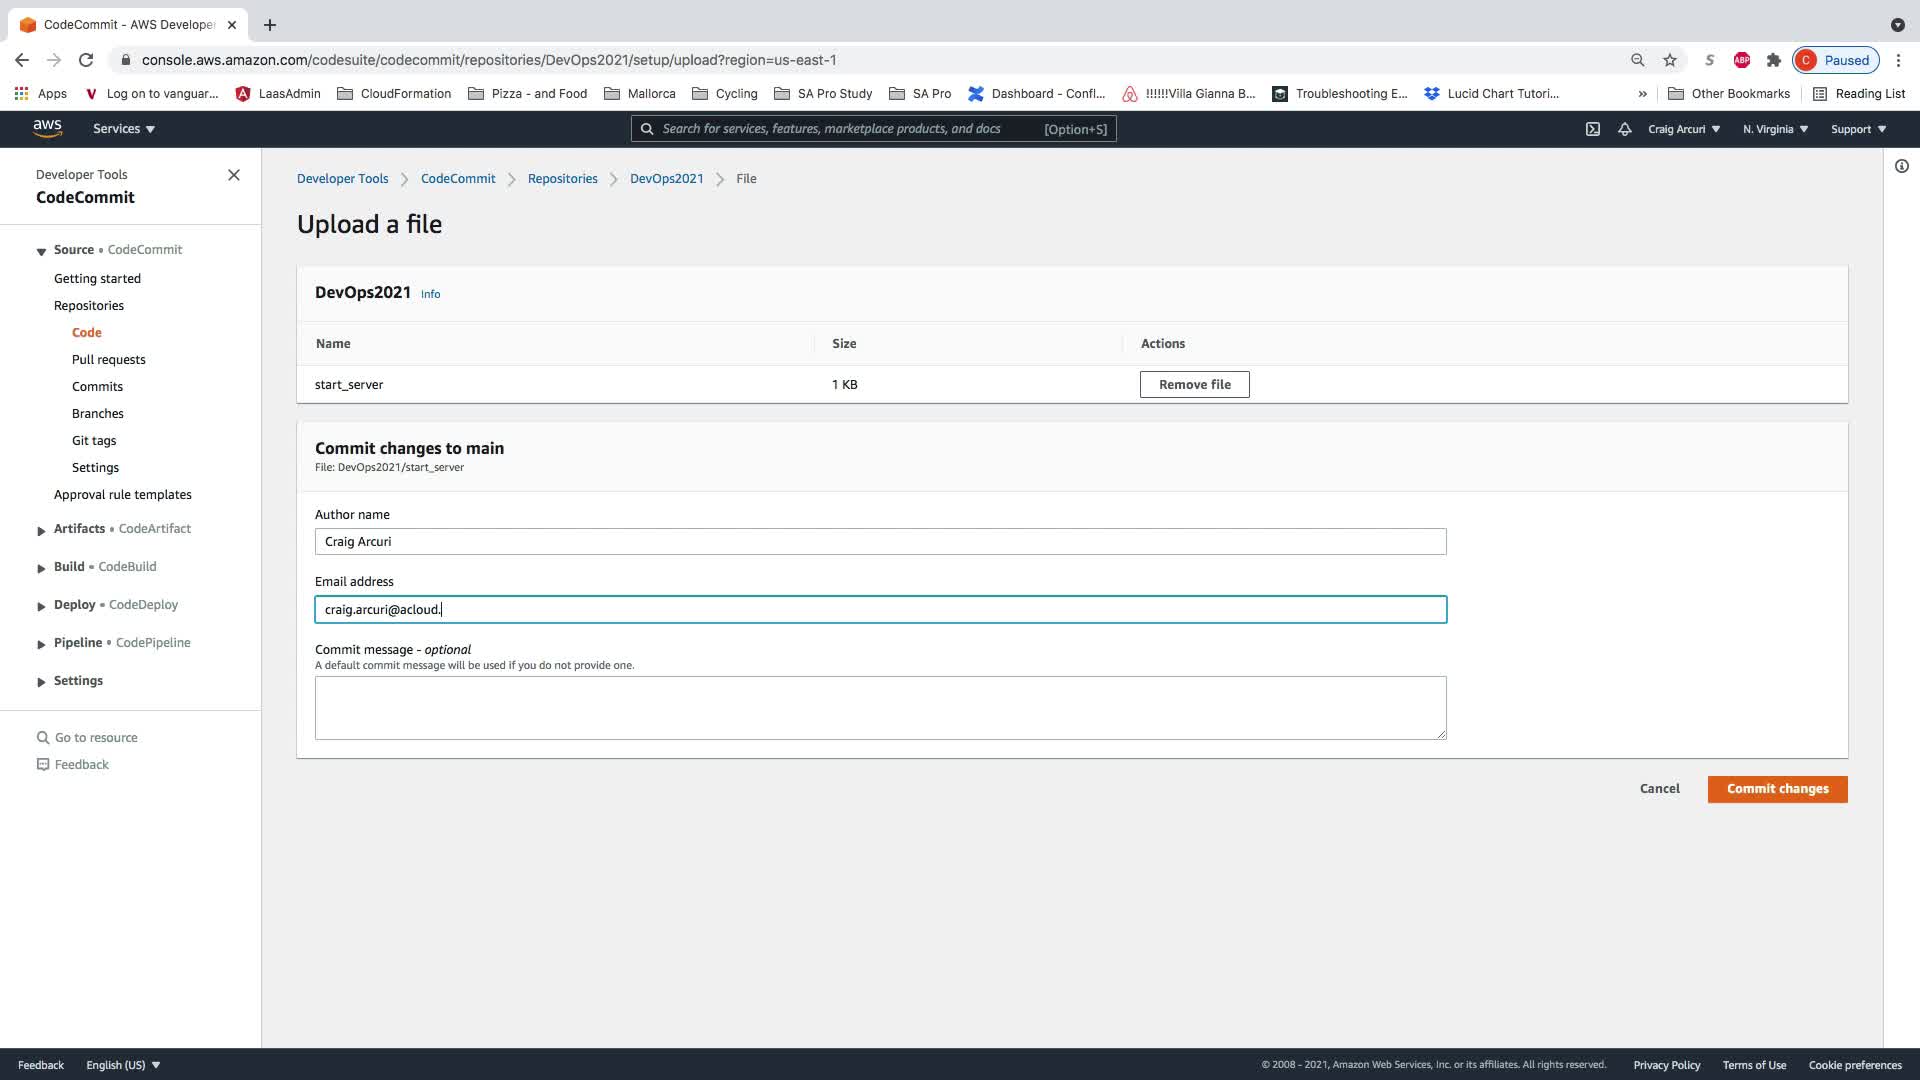 CodeCommit - AWS Developer
console.aws.amazon.com/codesuite/codecommit/repositories/DevOps2021/setup/upload?region=us-east-1
S ABP C Paused
Apps Log on to vanguar... LaasAdmin CloudFormation Pizza - and Food Mallorca Cycling SA Pro Study SA Pro Dashboard - Confl... !!!!!!Villa Gianna B... Troubleshooting E... Lucid Chart Tutori... » Other Bookmarks Reading List
aws Services Search for services, features, marketplace products, and docs [Option+S] Craig Arcuri N. Virginia Support
Developer Tools
CodeCommit
Source • CodeCommit
Getting started
Repositories
Code
Pull requests
Commits
Branches
Git tags
Settings
Approval rule templates
Artifacts • CodeArtifact
Build • CodeBuild
Deploy • CodeDeploy
Pipeline • CodePipeline
Settings
Go to resource
Feedback
Developer Tools CodeCommit Repositories DevOps2021 File
Upload a file
DevOps2021 Info
Name Size Actions
start_server 1 KB Remove file
Commit changes to main
File: DevOps2021/start_server
Author name
Craig Arcuri
Email address
craig.arcuri@acloud.
Commit message - optional
A default commit message will be used if you do not provide one.
Cancel Commit changes
Feedback English (US) © 2008 - 2021, Amazon Web Services, Inc. or its affiliates. All rights reserved. Privacy Policy Terms of Use Cookie preferences